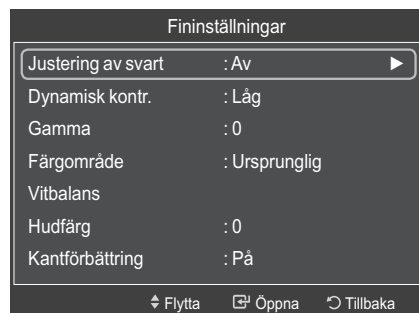 Fininställningar
Justering av svart : Av ►
Dynamisk kontr. : Låg
Gamma : 0
Färgområde : Ursprunglig
Vitbalans
Hudfärg : 0
Kantförbättring : På
Flytta Öppna Tillbaka